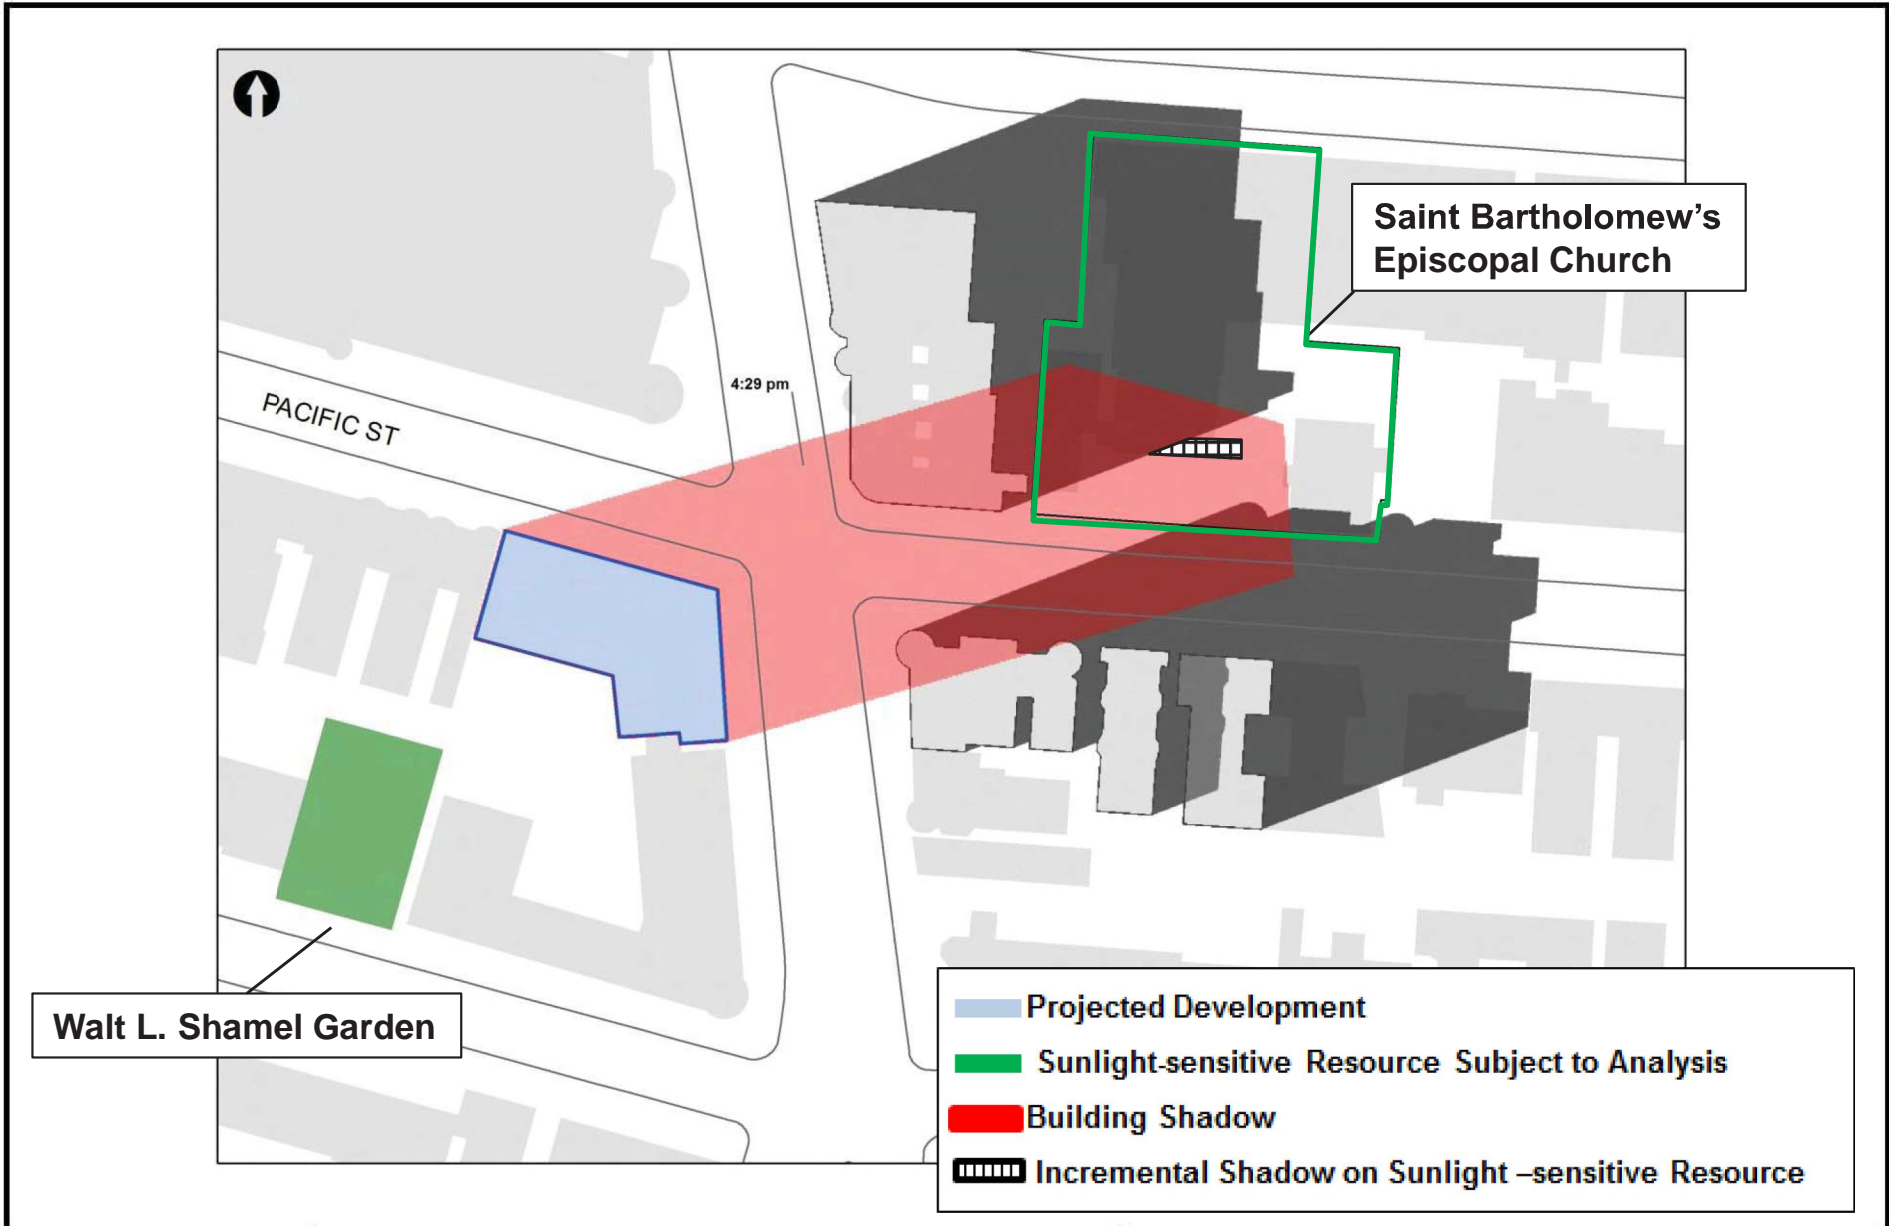 Saint Bartholomew's
Episcopal Church
4:29 pm
PACIFIC ST
Walt L. Shamel Garden
Projected Development
Sunlight-sensitive Resource Subject to Analysis
Building Shadow
Incremental Shadow on Sunlight –sensitive Resource